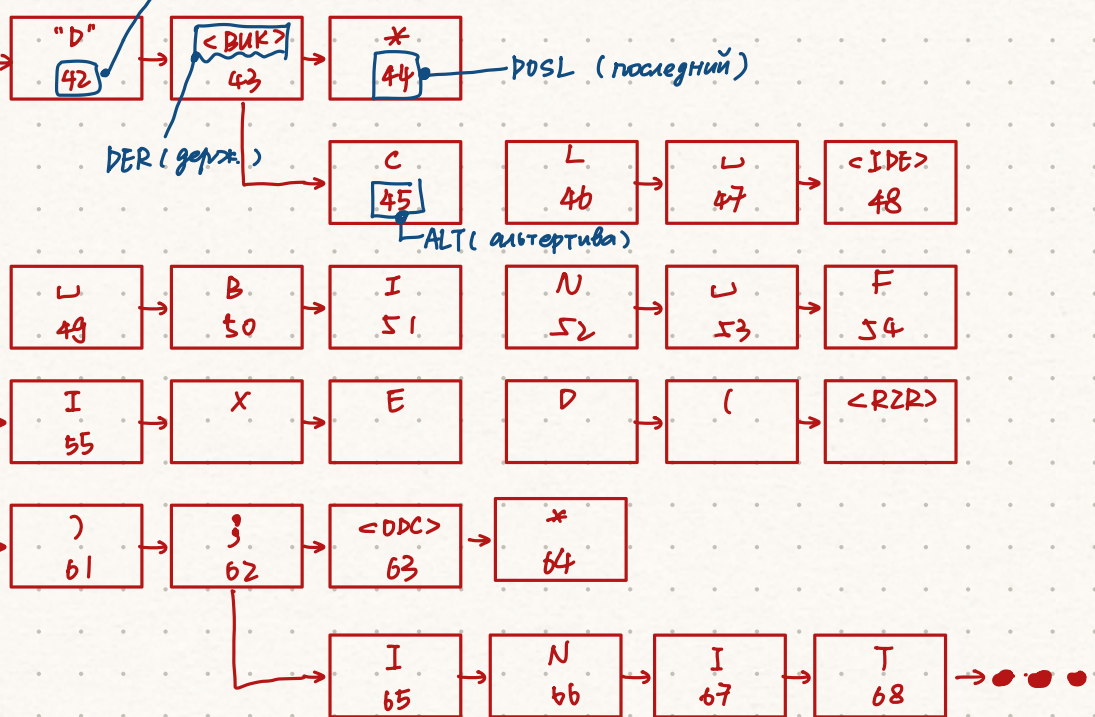 "D" <BUK> *
42 43 44 POSL (последний)
DER (держ.)
C L ␣ <IDE>
45 46 47 48
ALT (альтертива)
␣ B I N ␣ F
49 50 51 52 53 54
I X E D ( <RZR>
55
) ; <ODC> *
61 62 63 64
I N I T
65 66 67 68